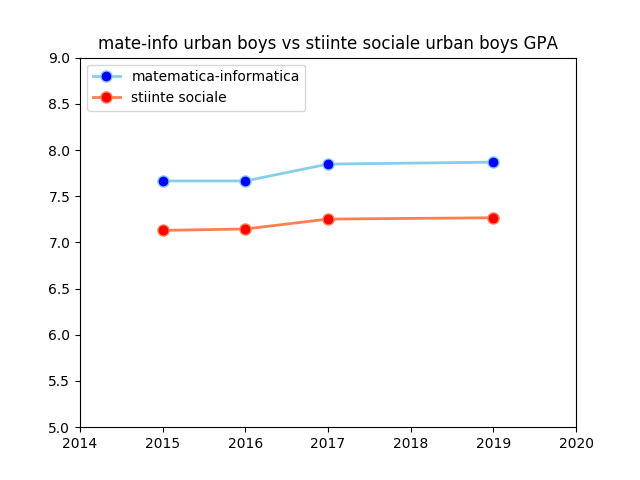 mate-info urban boys vs stiinte sociale urban boys GPA
9.0
matematica-informatica
stiinte sociale
8.5
8.0
7.5
7.0
6.5
6.0
5.5
5.0
2014 2015 2016 2017 2018 2019 2020